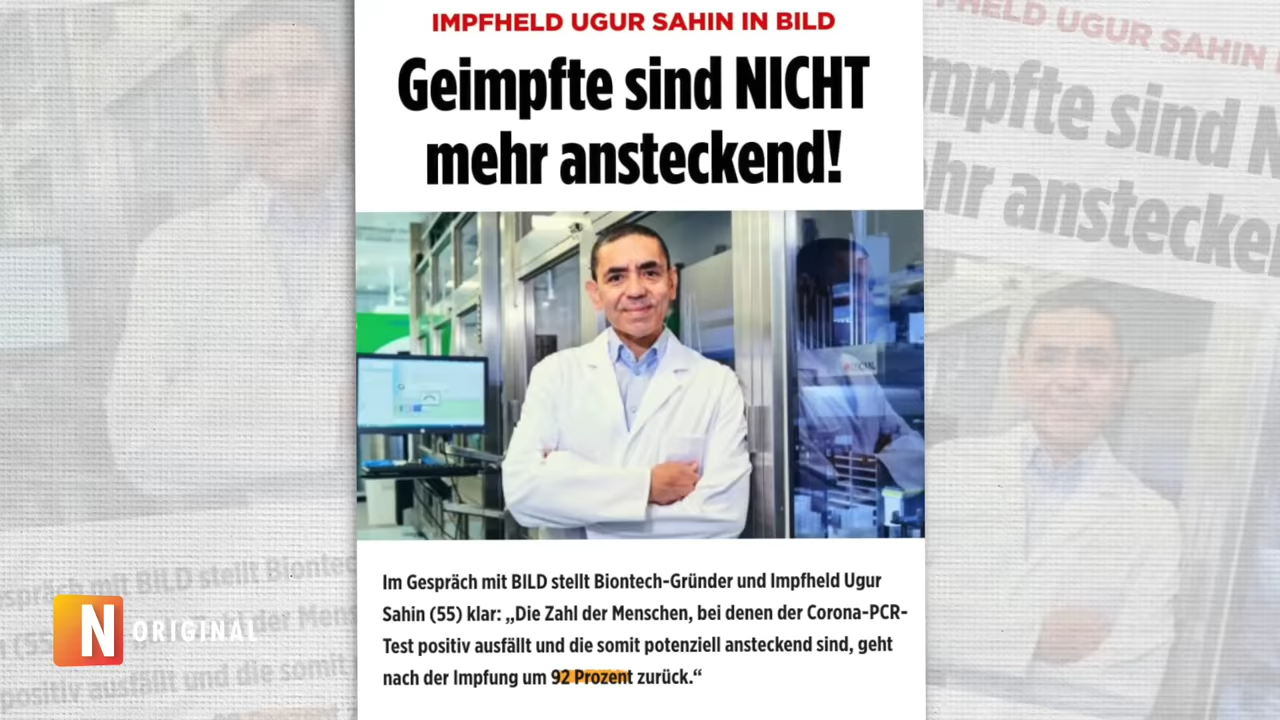 IMPFHELD UGUR SAHIN IN BILD
Geimpfte sind NICHT
mehr ansteckend!
Im Gespräch mit BILD stellt Biontech-Gründer und Impfheld Ugur
Sahin (55) klar: „Die Zahl der Menschen, bei denen der Corona-PCR-
Test positiv ausfällt und die somit potenziell ansteckend sind, geht
nach der Impfung um 92 Prozent zurück.“
N ORIGINAL